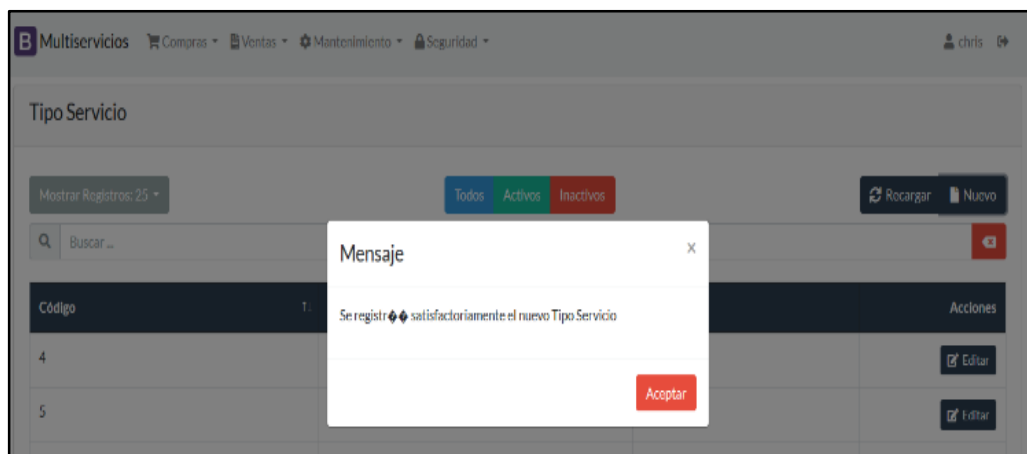 B Multiservicios Compras Ventas Mantenimiento Seguridad chris
Tipo Servicio
Mostrar Registros: 25 Todos Activos Inactivos Recargar Nuevo
Buscar ...
Mensaje ×
Se registr�� satisfactoriamente el nuevo Tipo Servicio
Aceptar
Código Acciones
4 Editar
5 Editar